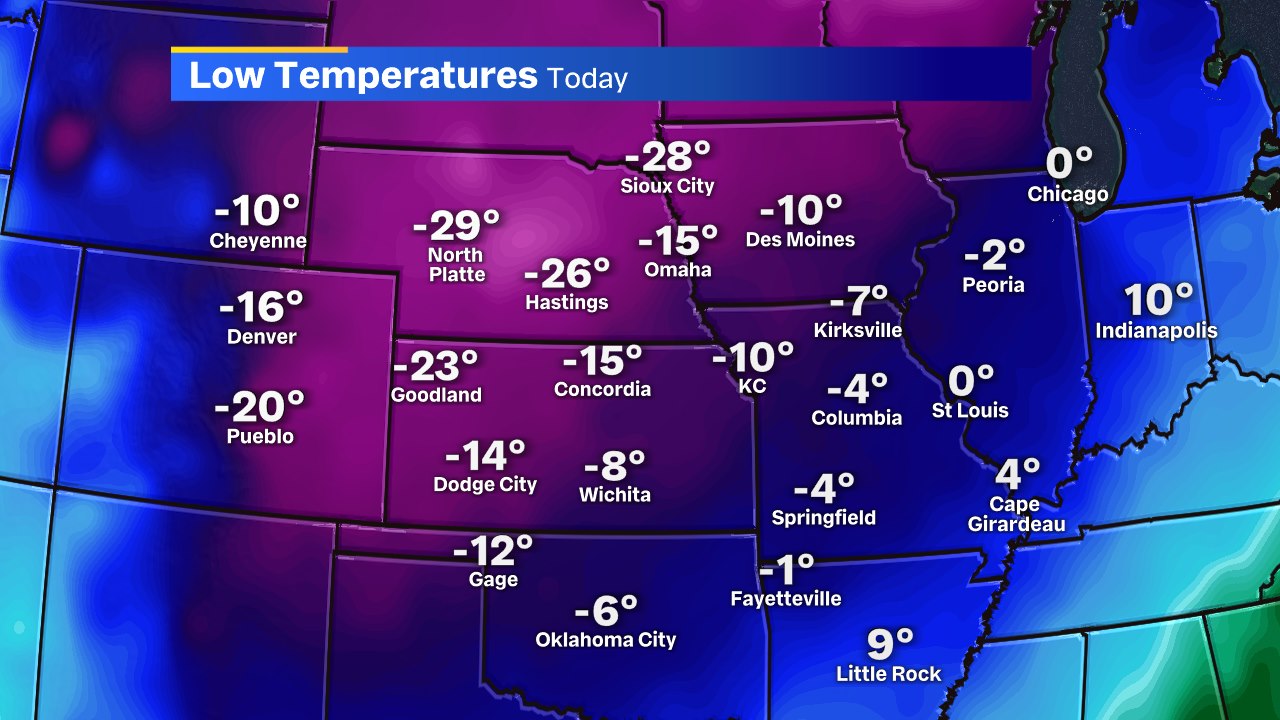 Low Temperatures Today
-28°
Sioux City
0°
Chicago
-10°
Cheyenne
-29°
North
Platte
-10°
Des Moines
-15°
Omaha
-26°
Hastings
-2°
Peoria
-16°
Denver
-7°
Kirksville
10°
Indianapolis
-23°
Goodland
-15°
Concordia
-10°
KC
-4°
Columbia
0°
St Louis
-20°
Pueblo
-14°
Dodge City
-8°
Wichita
-4°
Springfield
4°
Cape
Girardeau
-12°
Gage
-1°
Fayetteville
-6°
Oklahoma City
9°
Little Rock